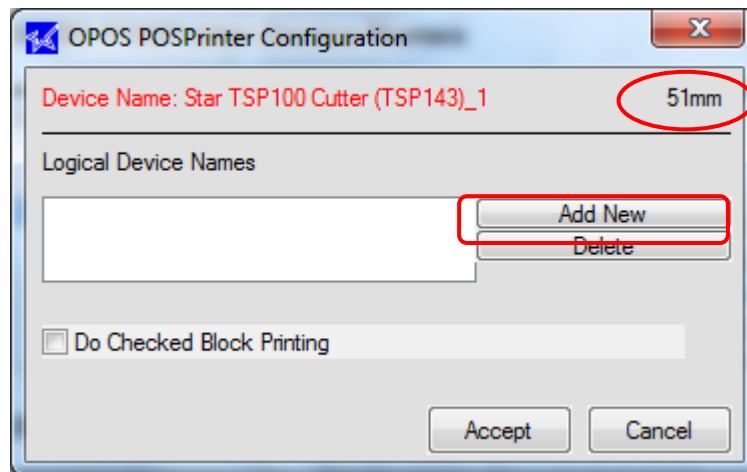 OPOS POSPrinter Configuration
Device Name: Star TSP100 Cutter (TSP143)_1 51mm
Logical Device Names
Add New
Delete
Do Checked Block Printing
Accept Cancel